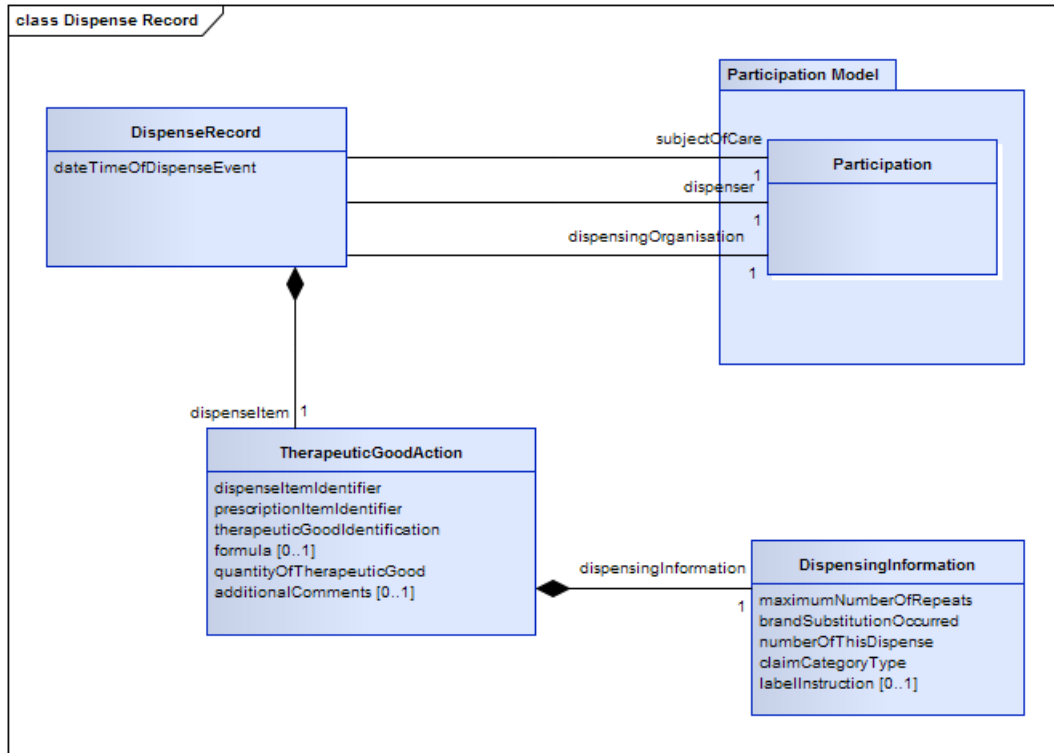 class Dispense Record
Participation Model
DispenseRecord
dateTimeOfDispenseEvent
subjectOfCare
1
dispenser
1
dispensingOrganisation
1
Participation
dispenseItem
1
TherapeuticGoodAction
dispenseItemIdentifier
prescriptionItemIdentifier
therapeuticGoodIdentification
formula [0..1]
quantityOfTherapeuticGood
additionalComments [0..1]
dispensingInformation
1
DispensingInformation
maximumNumberOfRepeats
brandSubstitutionOccurred
numberOfThisDispense
claimCategoryType
labelInstruction [0..1]